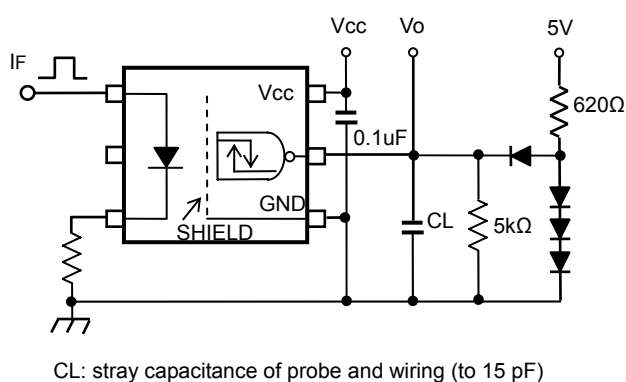 Vcc Vo 5V
IF
Vcc
620Ω
0.1uF
GND
CL
5kΩ
SHIELD
CL: stray capacitance of probe and wiring (to 15 pF)